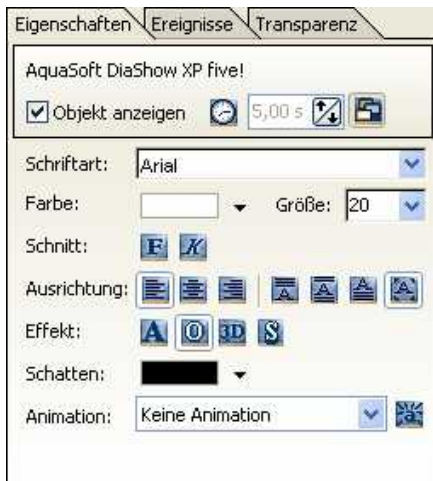 Eigenschaften Ereignisse Transparenz
AquaSoft DiaShow XP five!
Objekt anzeigen 5,00 s
Schriftart: Arial
Farbe: Größe: 20
Schnitt: F K
Ausrichtung: A A A A
Effekt: A O 3D S
Schatten:
Animation: Keine Animation a